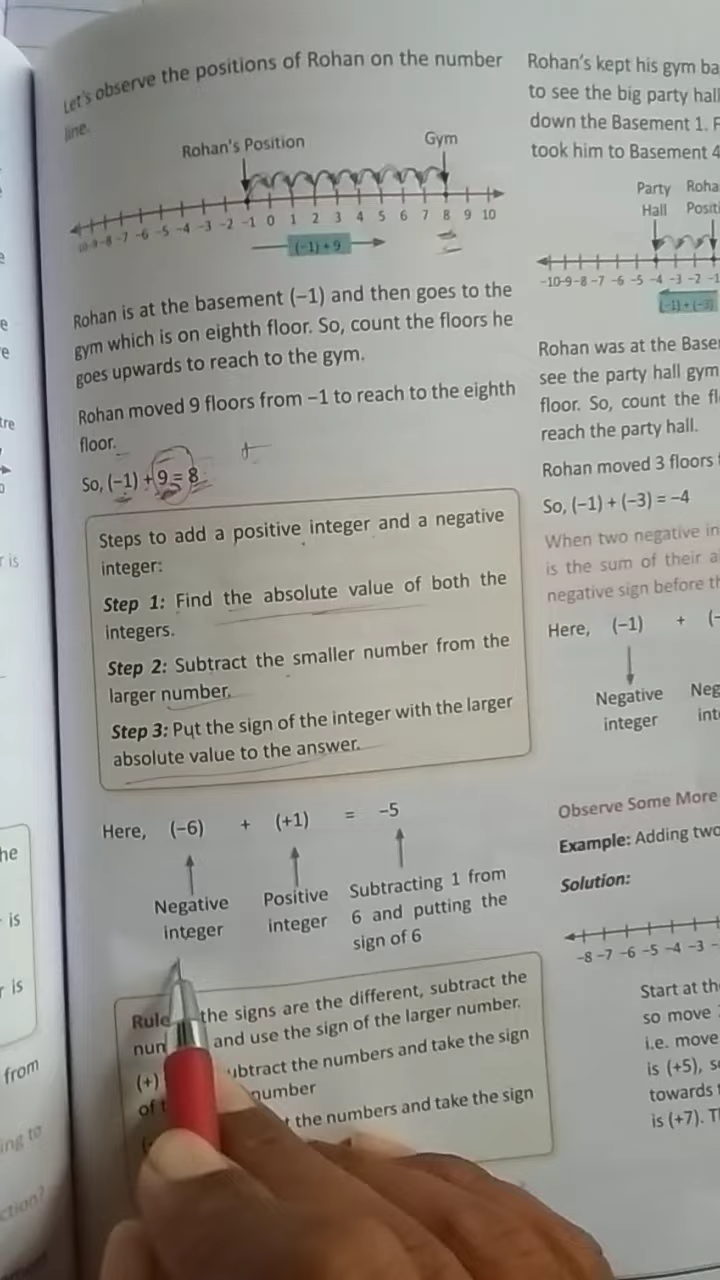 Let's observe the positions of Rohan on the number
line.
Rohan's Position
Gym
-10-9-8-7 -6 -5 -4 -3 -2 -1 0 1 2 3 4 5 6 7 8 9 10
(-1) + 9
Rohan is at the basement (−1) and then goes to the
gym which is on eighth floor. So, count the floors he
goes upwards to reach to the gym.
Rohan moved 9 floors from −1 to reach to the eighth
floor.
So, (−1) + 9 = 8
Steps to add a positive integer and a negative
integer:
Step 1: Find the absolute value of both the
integers.
Step 2: Subtract the smaller number from the
larger number.
Step 3: Put the sign of the integer with the larger
absolute value to the answer.
Here, (−6) + (+1) = −5
Negative
integer
Positive
integer
Subtracting 1 from
6 and putting the
sign of 6
Rule the signs are the different, subtract the
and use the sign of the larger number.
(+) ubtract the numbers and take the sign
of number
the numbers and take the sign
Rohan's kept his gym ba
to see the big party hall
down the Basement 1.
took him to Basement 4
Party Roha
Hall Positi
-10-9-8 -7 -6 -5 -4 -3 -2 -1
(-1) + (-3)
Rohan was at the Base
see the party hall gym
floor. So, count the fl
reach the party hall.
Rohan moved 3 floors
So, (−1) + (−3) = −4
When two negative in
is the sum of their a
negative sign before th
Here, (−1) + (−
Negative
integer
Neg
int
Observe Some More
Example: Adding two
Solution:
-8 -7 -6 -5 -4 -3
Start at th
so move
i.e. move
is (+5), s
towards
is (+7). T
he
is
r is
from
ing to
ction?